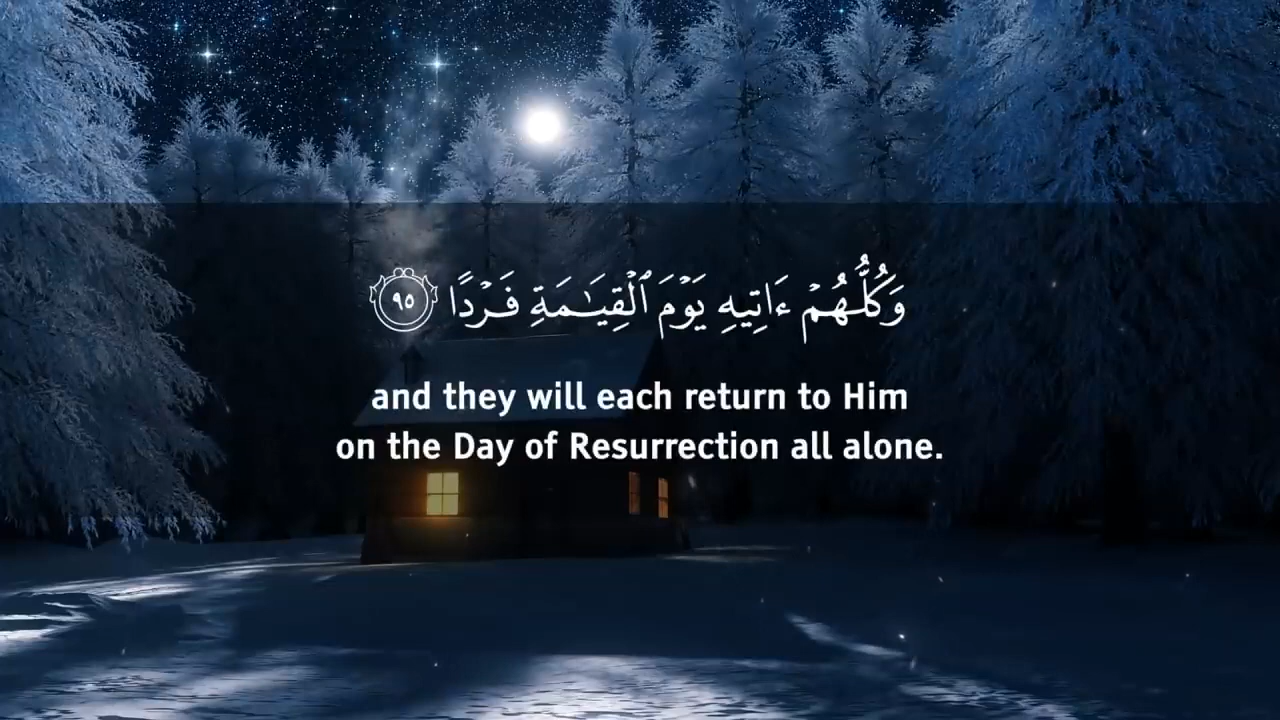 وَكُلُّهُمْ ءَاتِيهِ يَوْمَ ٱلْقِيَـٰمَةِ فَرْدًا ٩٥
and they will each return to Him
on the Day of Resurrection all alone.